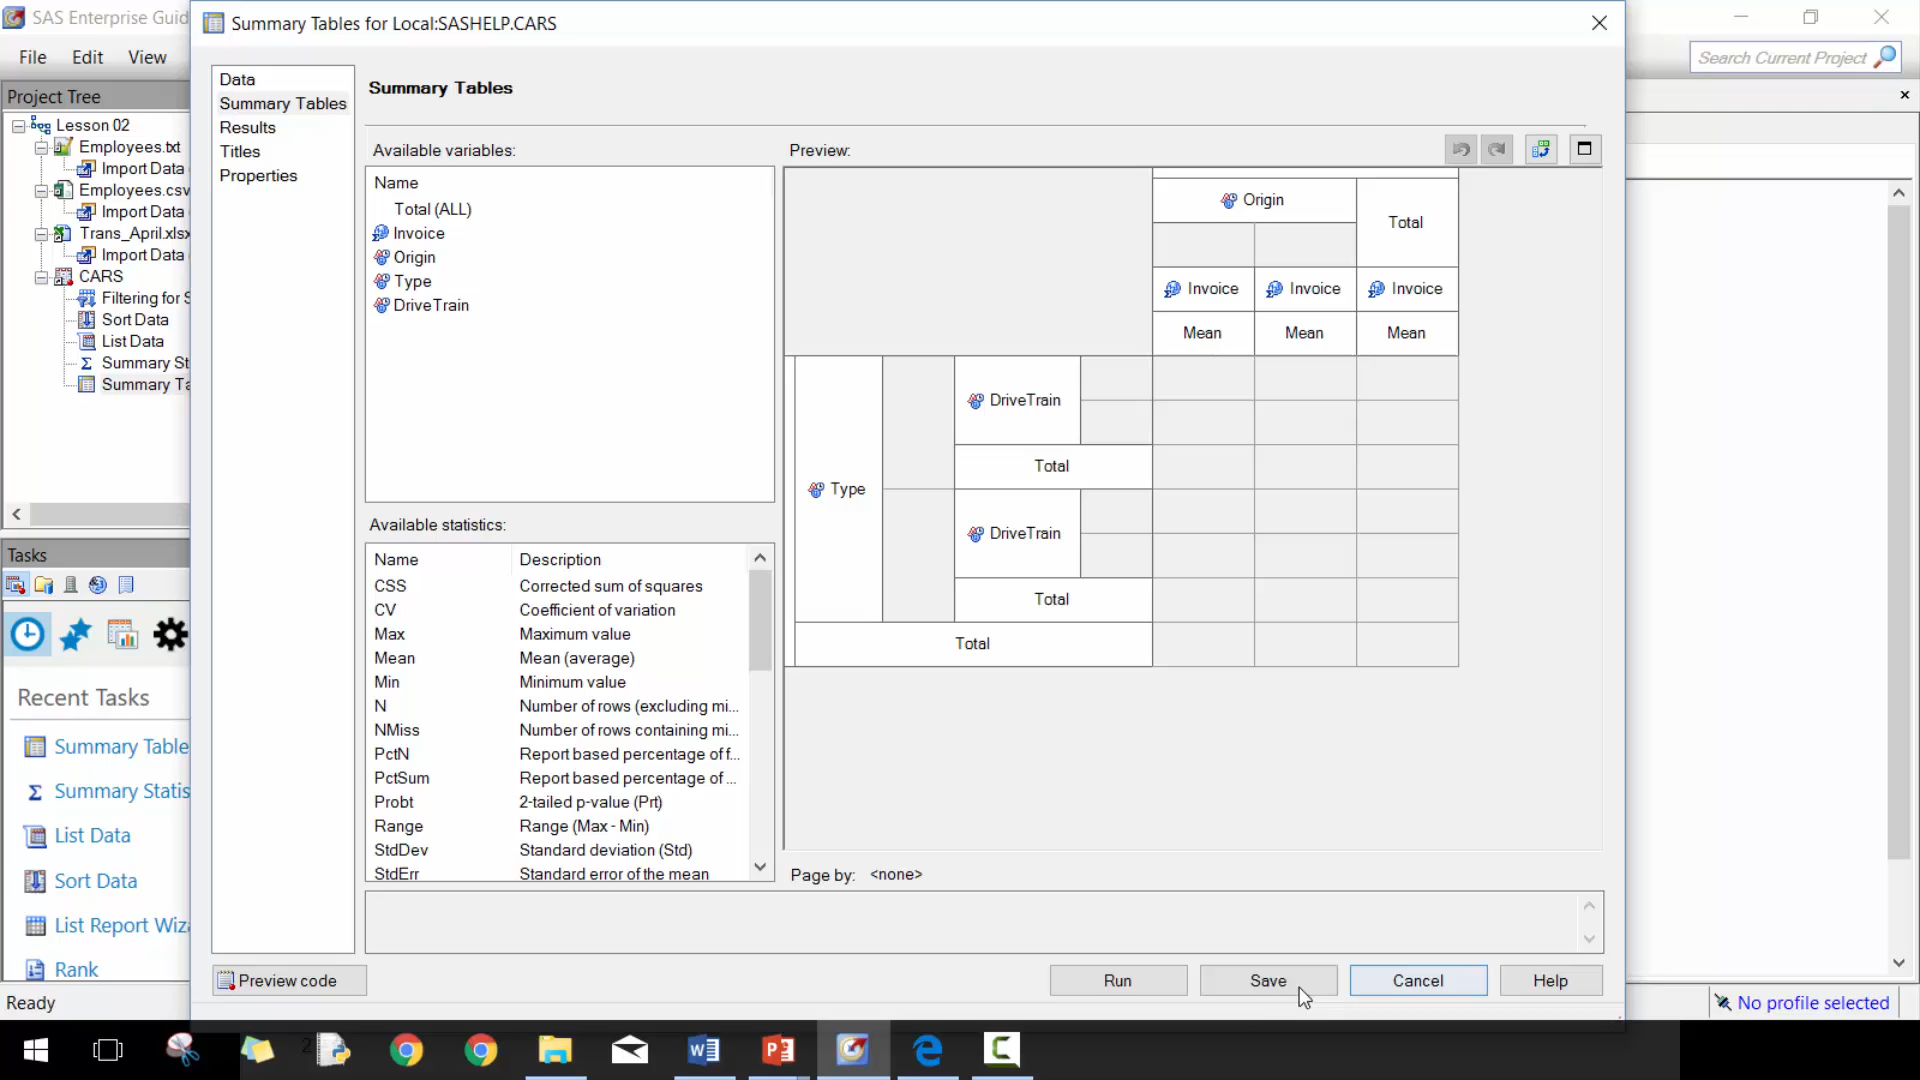 SAS Enterprise Guid
Summary Tables for Local:SASHELP.CARS
File Edit View
Search Current Project
Project Tree
Lesson 02
Employees.txt
Import Data
Employees.csv
Import Data
Trans_April.xlsx
Import Data
CARS
Filtering for S
Sort Data
List Data
Summary St
Summary Ta
Tasks
Recent Tasks
Summary Table
Summary Statis
List Data
Sort Data
List Report Wiz
Rank
Ready
Data
Summary Tables
Results
Titles
Properties
Summary Tables
Available variables:
Name
Total (ALL)
Invoice
Origin
Type
DriveTrain
Available statistics:
Name Description
CSS Corrected sum of squares
CV Coefficient of variation
Max Maximum value
Mean Mean (average)
Min Minimum value
N Number of rows (excluding mi...
NMiss Number of rows containing mi...
PctN Report based percentage of f...
PctSum Report based percentage of ...
Probt 2-tailed p-value (Prt)
Range Range (Max - Min)
StdDev Standard deviation (Std)
StdErr Standard error of the mean
Preview:
Origin Total
Invoice Invoice Invoice
Mean Mean Mean
Type
DriveTrain
Total
DriveTrain
Total
Total
Page by: <none>
Preview code Run Save Cancel Help
No profile selected